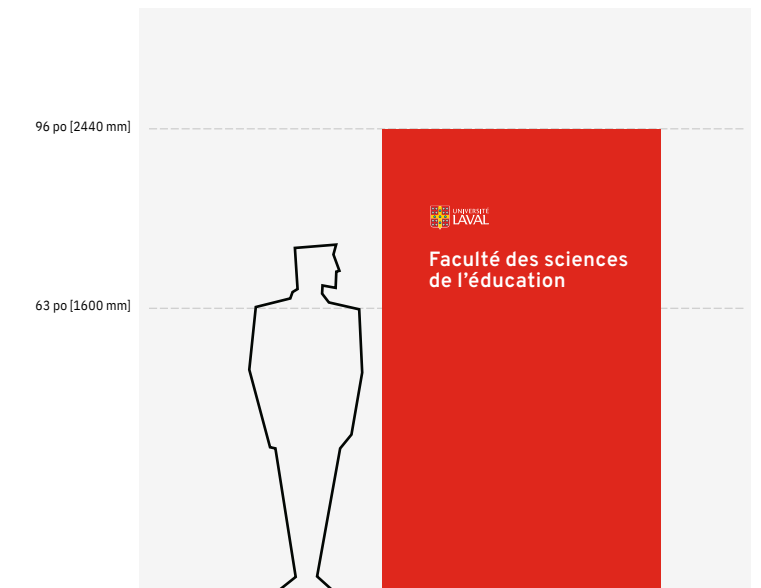 96 po [2440 mm]
UNIVERSITÉ
LAVAL
Faculté des sciences
de l'éducation
63 po [1600 mm]